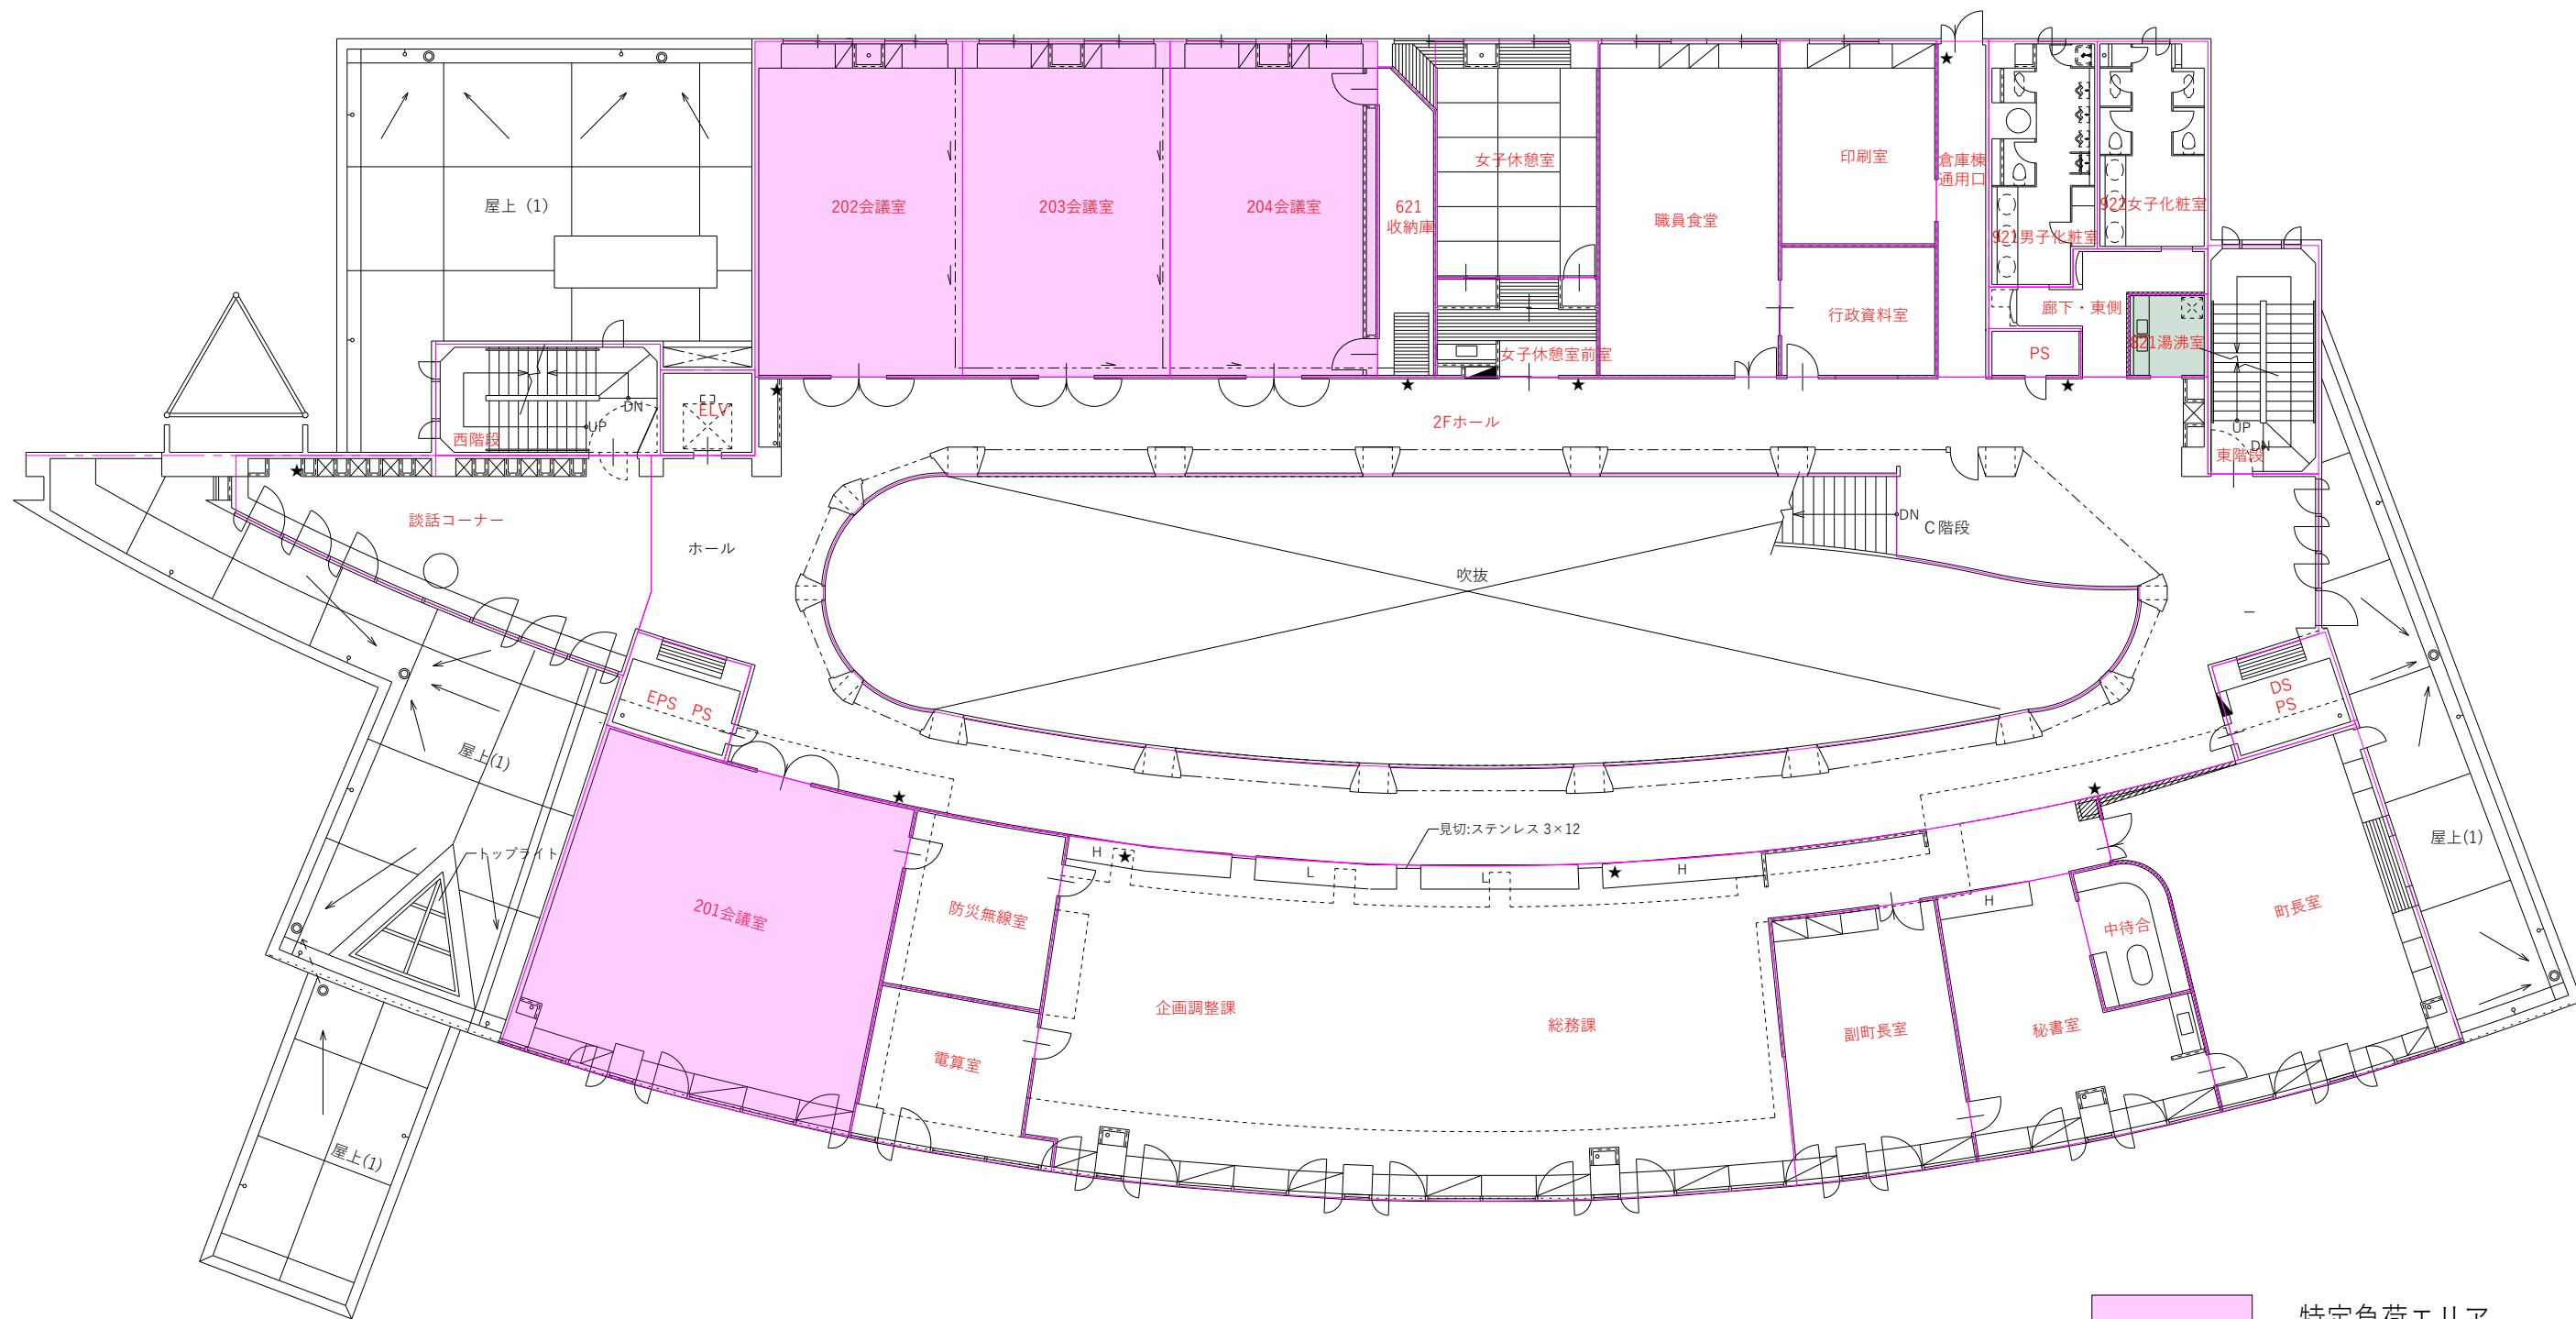 屋上（1）
202会議室
203会議室
204会議室
621
収納庫
女子休憩室
職員食堂
印刷室
倉庫棟
通用口
922女子化粧室
921男子化粧室
廊下・東側
行政資料室
女子休憩室前室
PS
821湯沸室
ELV
DN
UP
西階段
2Fホール
UP
DN
東階段
談話コーナー
ホール
DN
C階段
吹抜
EPS PS
DS
PS
屋上(1)
見切:ステンレス 3×12
トップライト
H
L
L
H
屋上(1)
201会議室
防災無線室
企画調整課
総務課
副町長室
H
秘書室
中待合
町長室
電算室
屋上(1)
特定負荷エリア